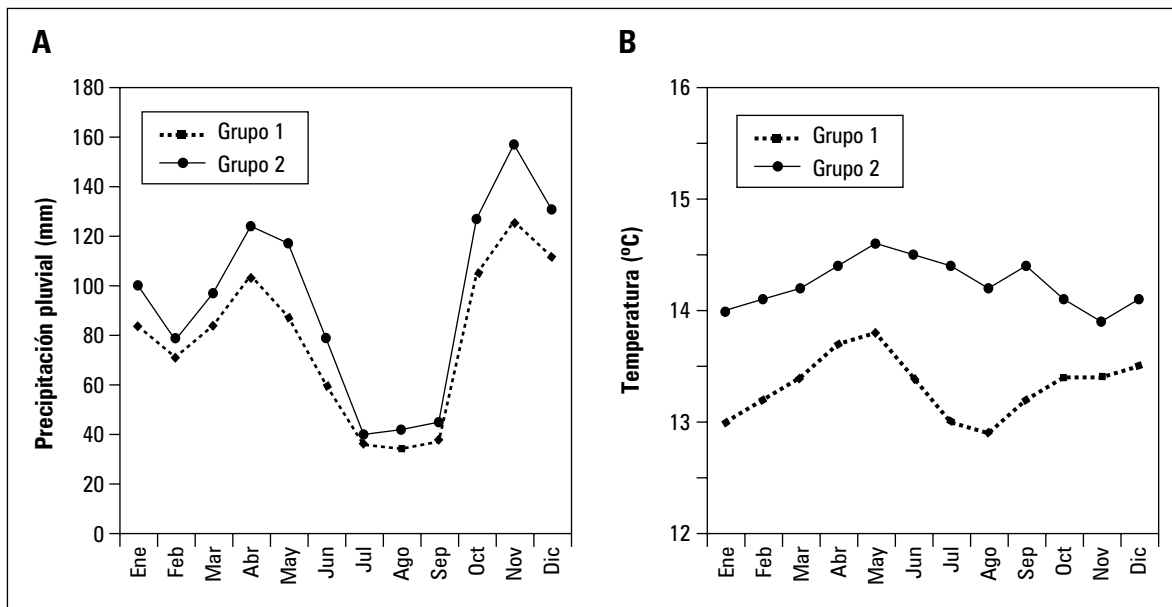 A
Precipitación pluvial (mm)
180
160
140
120
100
80
60
40
20
0
Grupo 1
Grupo 2
Ene
Feb
Mar
Abr
May
Jun
Jul
Ago
Sep
Oct
Nov
Dic
B
Temperatura (ºC)
16
15
14
13
12
Grupo 1
Grupo 2
Ene
Feb
Mar
Abr
May
Jun
Jul
Ago
Sep
Oct
Nov
Dic